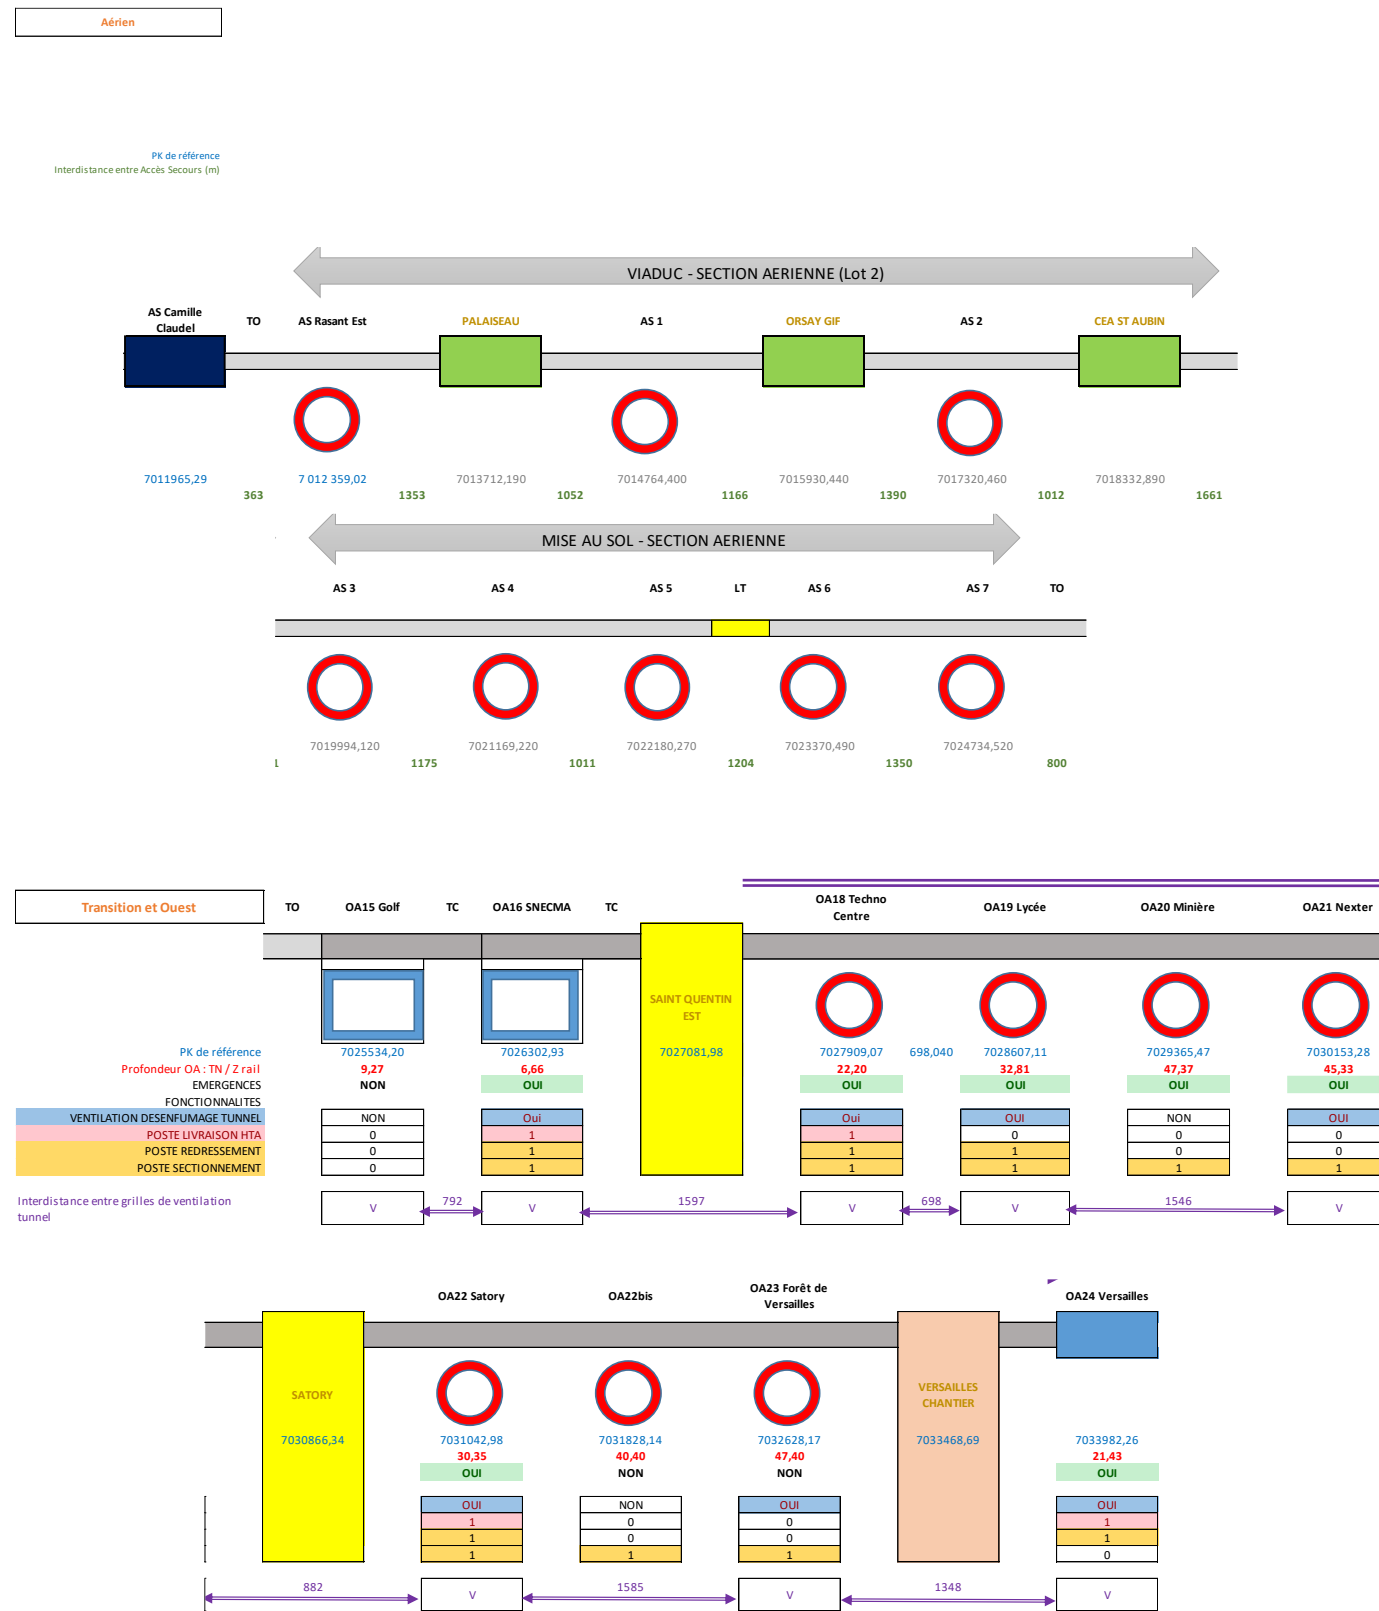 Aérien
PK de référence
Interdistance entre Accès Secours (m)
VIADUC - SECTION AERIENNE (Lot 2)
AS Camille
Claudel
TO
AS Rasant Est
PALAISEAU
AS 1
ORSAY GIF
AS 2
CEA ST AUBIN
7011965,29
7 012 359,02
7013712,190
7014764,400
7015930,440
7017320,460
7018332,890
363
1353
1052
1166
1390
1012
1661
MISE AU SOL - SECTION AERIENNE
AS 3
AS 4
AS 5
LT
AS 6
AS 7
TO
7019994,120
7021169,220
7022180,270
7023370,490
7024734,520
1
1175
1011
1204
1350
800
Transition et Ouest
TO
OA15 Golf
TC
OA16 SNECMA
TC
OA18 Techno
Centre
OA19 Lycée
OA20 Minière
OA21 Nexter
SAINT QUENTIN
EST
PK de référence
7025534,20
7026302,93
7027081,98
7027909,07
698,040
7028607,11
7029365,47
7030153,28
Profondeur OA : TN / Z rail
9,27
6,66
22,20
32,81
47,37
45,33
EMERGENCES
NON
OUI
OUI
OUI
OUI
OUI
FONCTIONNALITES
VENTILATION DESENFUMAGE TUNNEL
NON
Oui
Oui
OUI
NON
OUI
POSTE LIVRAISON HTA
0
1
1
0
0
0
POSTE REDRESSEMENT
0
1
1
1
0
0
POSTE SECTIONNEMENT
0
1
1
1
1
1
Interdistance entre grilles de ventilation
tunnel
V
792
V
1597
V
698
V
1546
V
OA22 Satory
OA22bis
OA23 Forêt de
Versailles
OA24 Versailles
SATORY
VERSAILLES
CHANTIER
7030866,34
7031042,98
7031828,14
7032628,17
7033468,69
7033982,26
30,35
40,40
47,40
21,43
OUI
NON
NON
OUI
OUI
NON
OUI
OUI
1
0
0
1
1
0
0
1
1
1
1
0
882
V
1585
V
1348
V